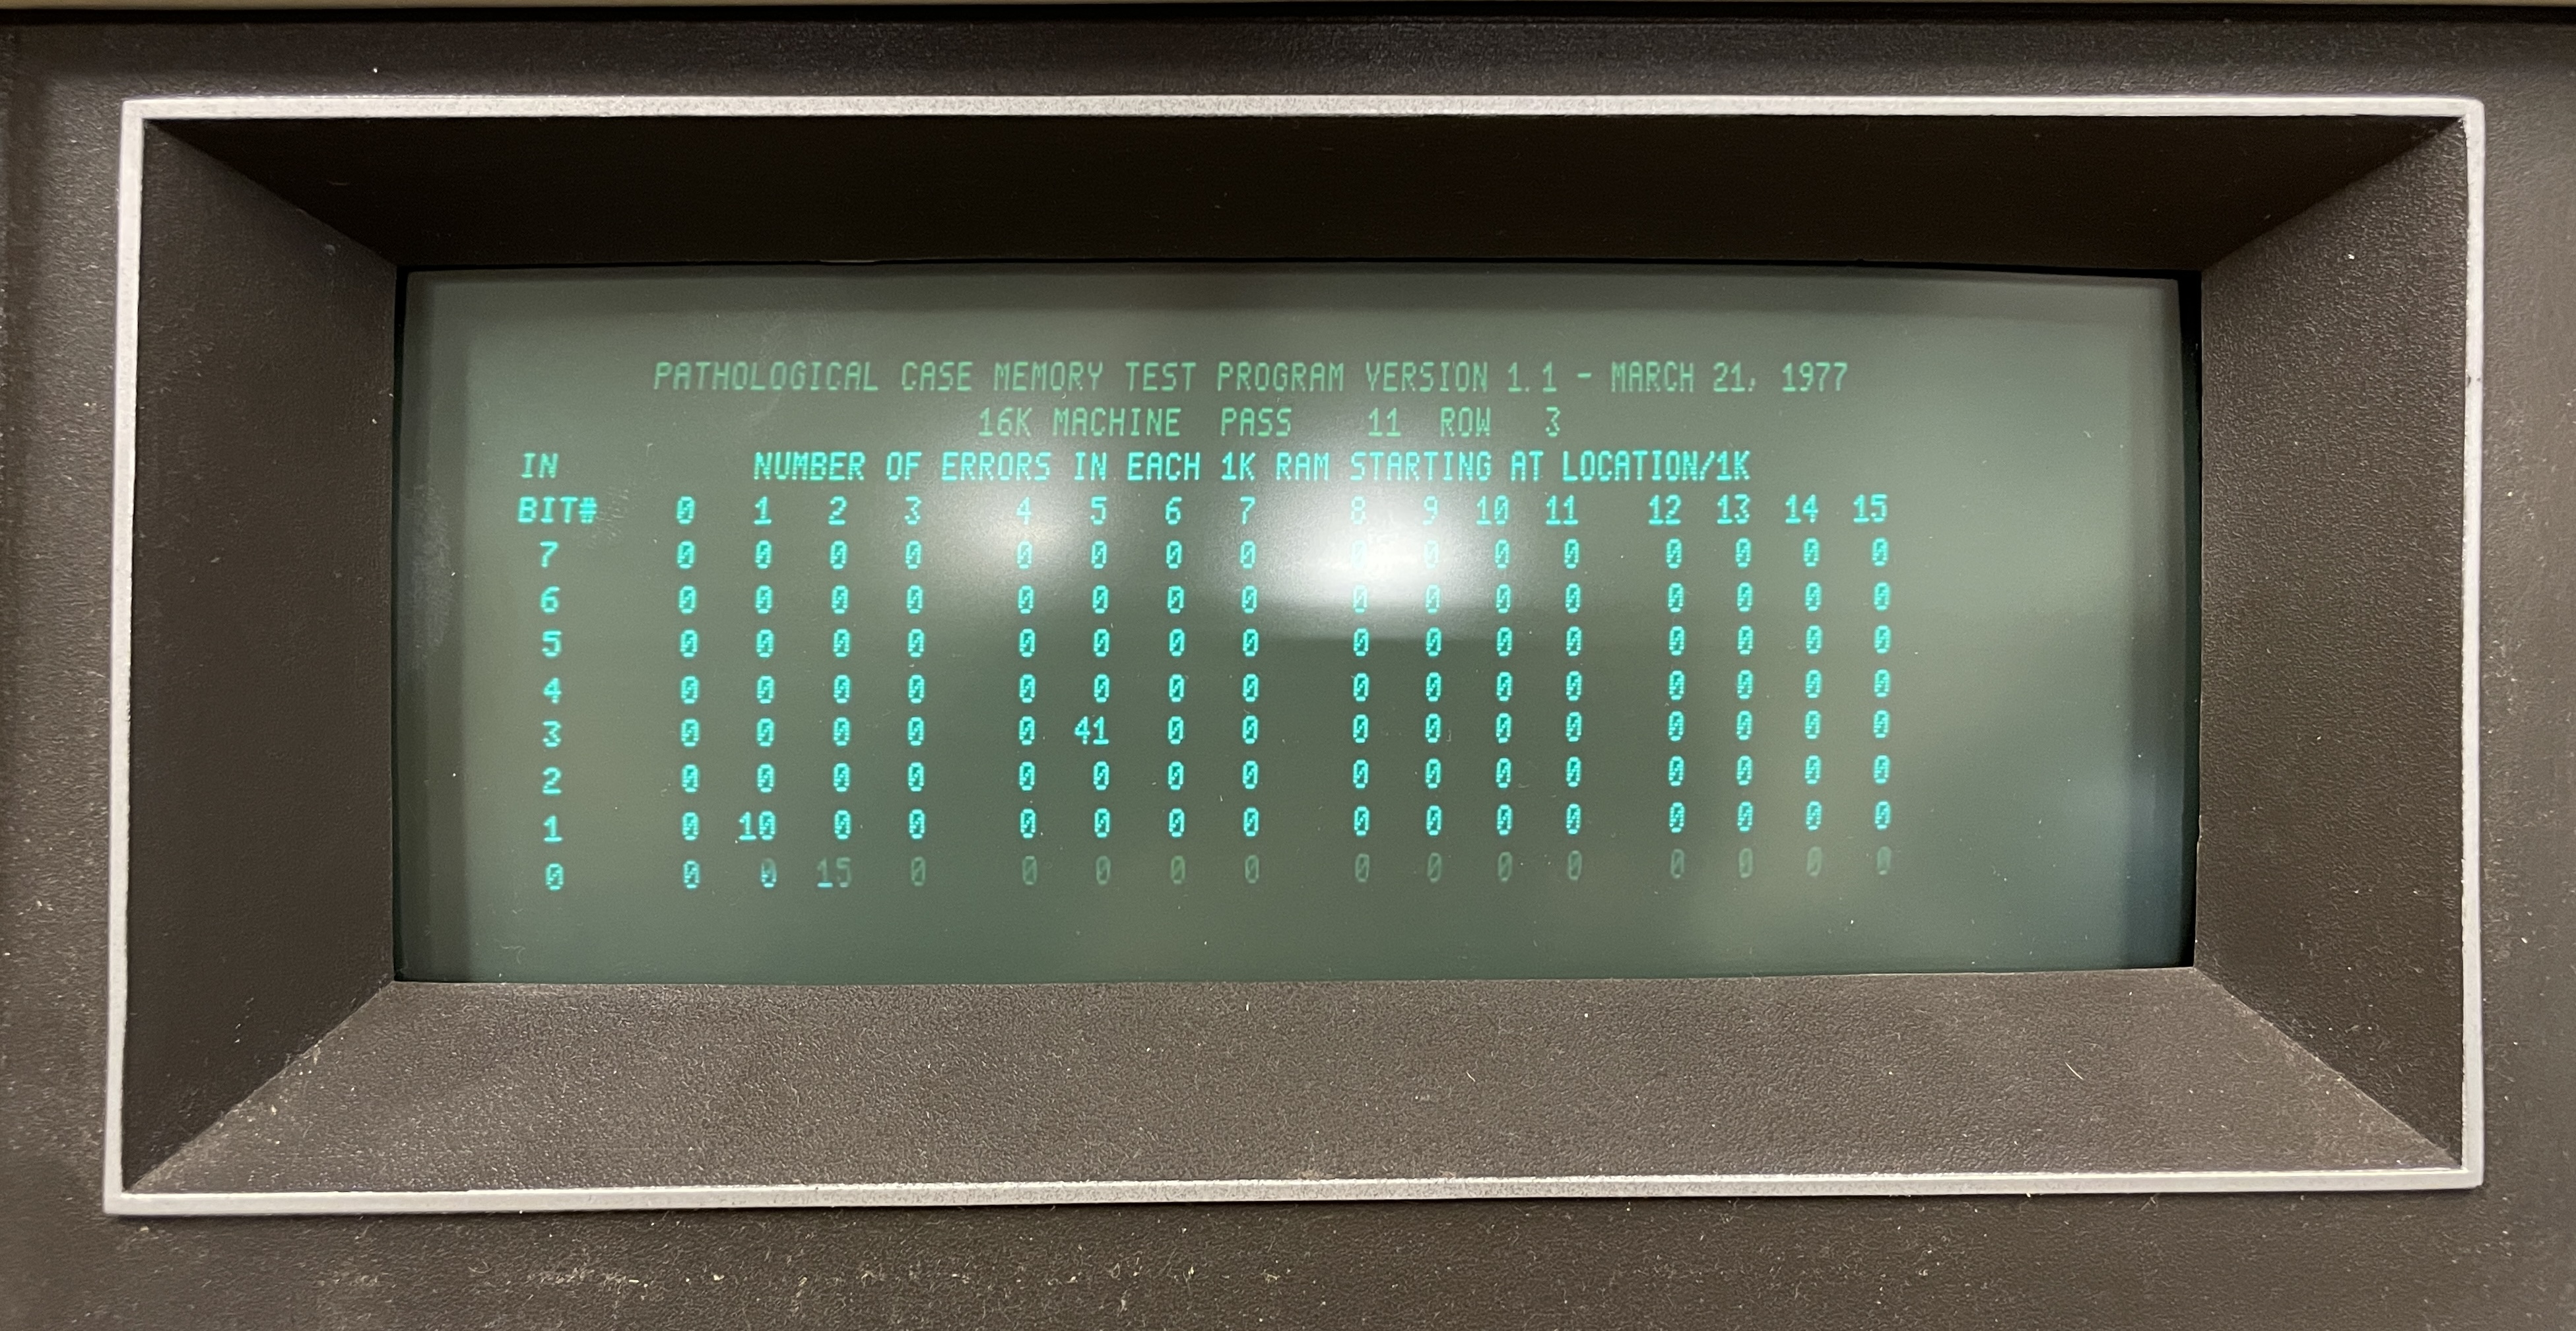 PATHOLOGICAL CASE MEMORY TEST PROGRAM VERSION 1.1 - MARCH 21, 1977
16K MACHINE PASS 11 ROW 3
IN NUMBER OF ERRORS IN EACH 1K RAM STARTING AT LOCATION/1K
BIT# 0 1 2 3 4 5 6 7 8 9 10 11 12 13 14 15
7 0 0 0 0 0 0 0 0 0 0 0 0 0 0 0 0
6 0 0 0 0 0 0 0 0 0 0 0 0 0 0 0 0
5 0 0 0 0 0 0 0 0 0 0 0 0 0 0 0 0
4 0 0 0 0 0 0 0 0 0 0 0 0 0 0 0 0
3 0 0 0 0 0 41 0 0 0 0 0 0 0 0 0 0
2 0 0 0 0 0 0 0 0 0 0 0 0 0 0 0 0
1 0 10 0 0 0 0 0 0 0 0 0 0 0 0 0 0
0 0 0 15 0 0 0 0 0 0 0 0 0 0 0 0 0